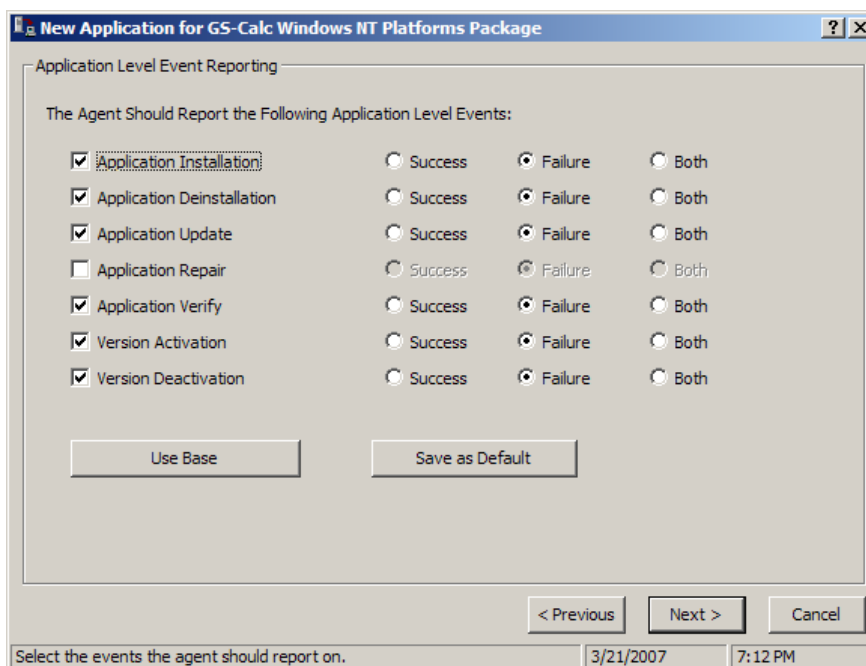 New Application for GS-Calc Windows NT Platforms Package
Application Level Event Reporting
The Agent Should Report the Following Application Level Events:
Application Installation Success Failure Both
Application Deinstallation Success Failure Both
Application Update Success Failure Both
Application Repair Success Failure Both
Application Verify Success Failure Both
Version Activation Success Failure Both
Version Deactivation Success Failure Both
Use Base Save as Default
< Previous Next > Cancel
Select the events the agent should report on. 3/21/2007 7:12 PM